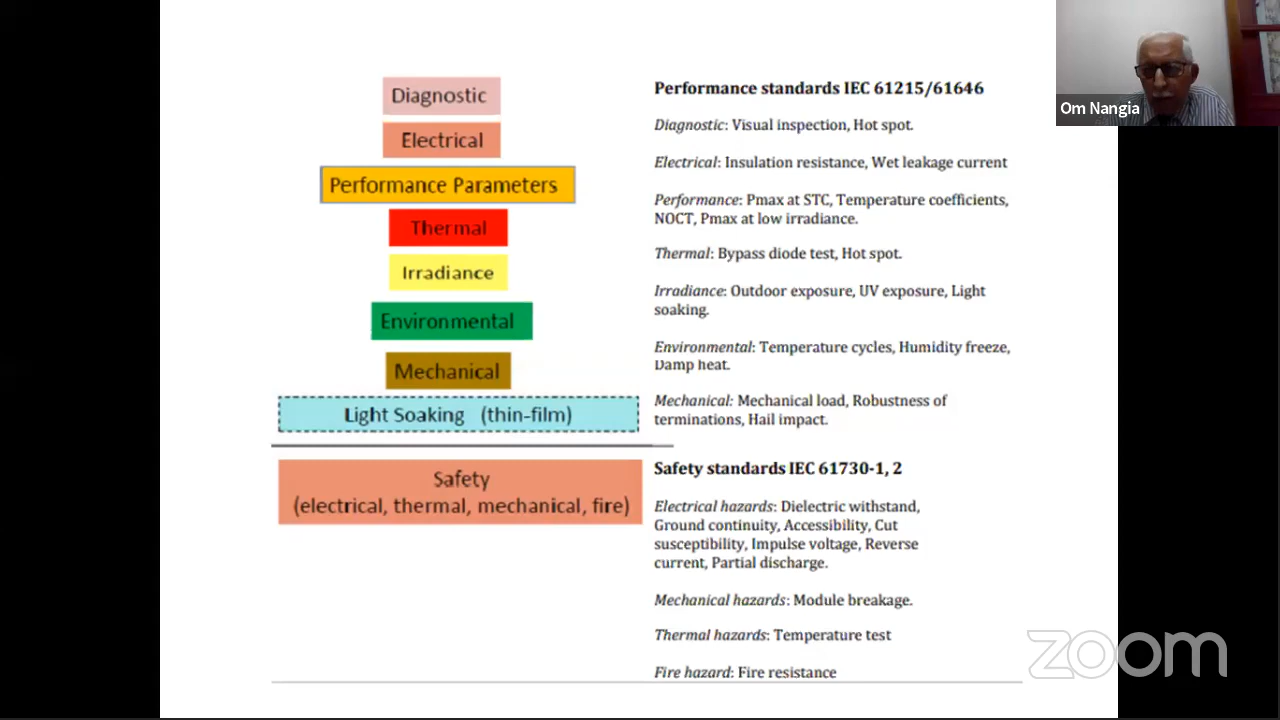 Diagnostic
Electrical
Performance Parameters
Thermal
Irradiance
Environmental
Mechanical
Light Soaking (thin-film)
Safety
(electrical, thermal, mechanical, fire)
Performance standards IEC 61215/61646
Diagnostic: Visual inspection, Hot spot.
Electrical: Insulation resistance, Wet leakage current
Performance: Pmax at STC, Temperature coefficients,
NOCT, Pmax at low irradiance.
Thermal: Bypass diode test, Hot spot.
Irradiance: Outdoor exposure, UV exposure, Light
soaking.
Environmental: Temperature cycles, Humidity freeze,
Damp heat.
Mechanical: Mechanical load, Robustness of
terminations, Hail impact.
Safety standards IEC 61730-1, 2
Electrical hazards: Dielectric withstand,
Ground continuity, Accessibility, Cut
susceptibility, Impulse voltage, Reverse
current, Partial discharge.
Mechanical hazards: Module breakage.
Thermal hazards: Temperature test
Fire hazard: Fire resistance
Om Nangia
zoom